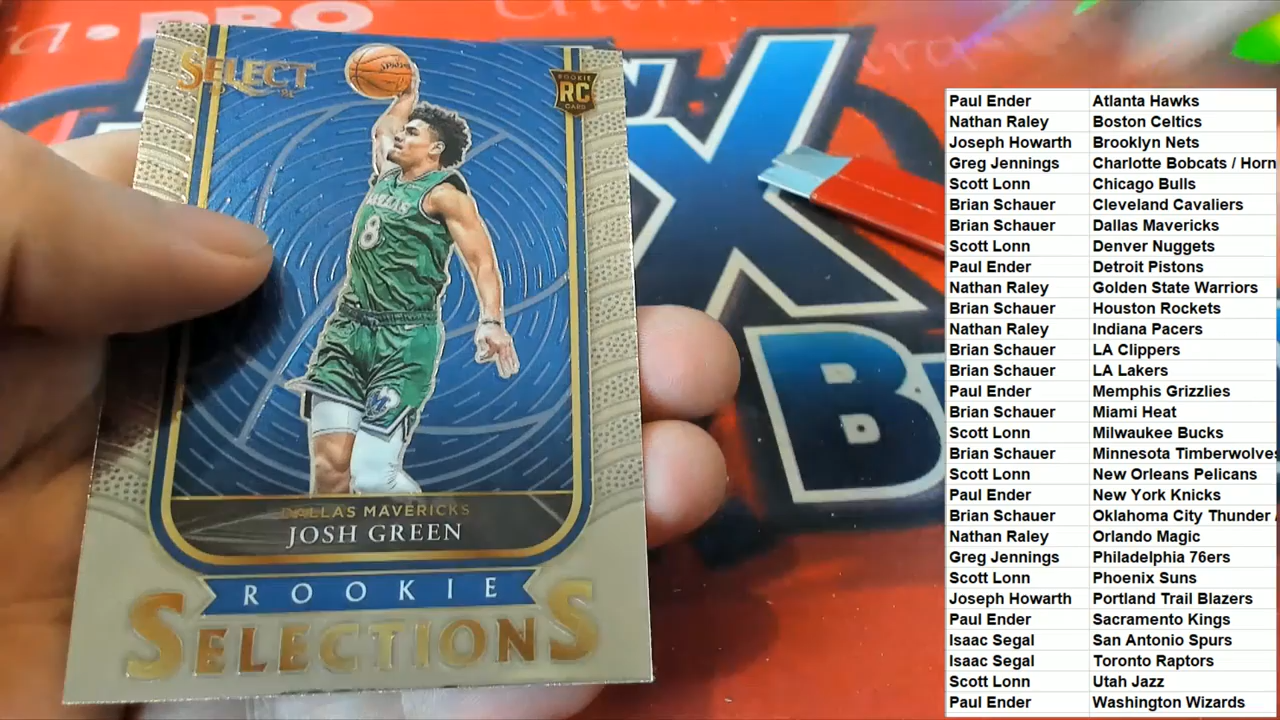 PRO
SELECT
ROOKIE
RC
CARD
SPALDING
8
DALLAS MAVERICKS
JOSH GREEN
ROOKIE
SELECTIONS
X
B
Paul Ender Atlanta Hawks
Nathan Raley Boston Celtics
Joseph Howarth Brooklyn Nets
Greg Jennings Charlotte Bobcats / Horn
Scott Lonn Chicago Bulls
Brian Schauer Cleveland Cavaliers
Brian Schauer Dallas Mavericks
Scott Lonn Denver Nuggets
Paul Ender Detroit Pistons
Nathan Raley Golden State Warriors
Brian Schauer Houston Rockets
Nathan Raley Indiana Pacers
Brian Schauer LA Clippers
Brian Schauer LA Lakers
Paul Ender Memphis Grizzlies
Brian Schauer Miami Heat
Scott Lonn Milwaukee Bucks
Brian Schauer Minnesota Timberwolves
Scott Lonn New Orleans Pelicans
Paul Ender New York Knicks
Brian Schauer Oklahoma City Thunder /
Nathan Raley Orlando Magic
Greg Jennings Philadelphia 76ers
Scott Lonn Phoenix Suns
Joseph Howarth Portland Trail Blazers
Paul Ender Sacramento Kings
Isaac Segal San Antonio Spurs
Isaac Segal Toronto Raptors
Scott Lonn Utah Jazz
Paul Ender Washington Wizards